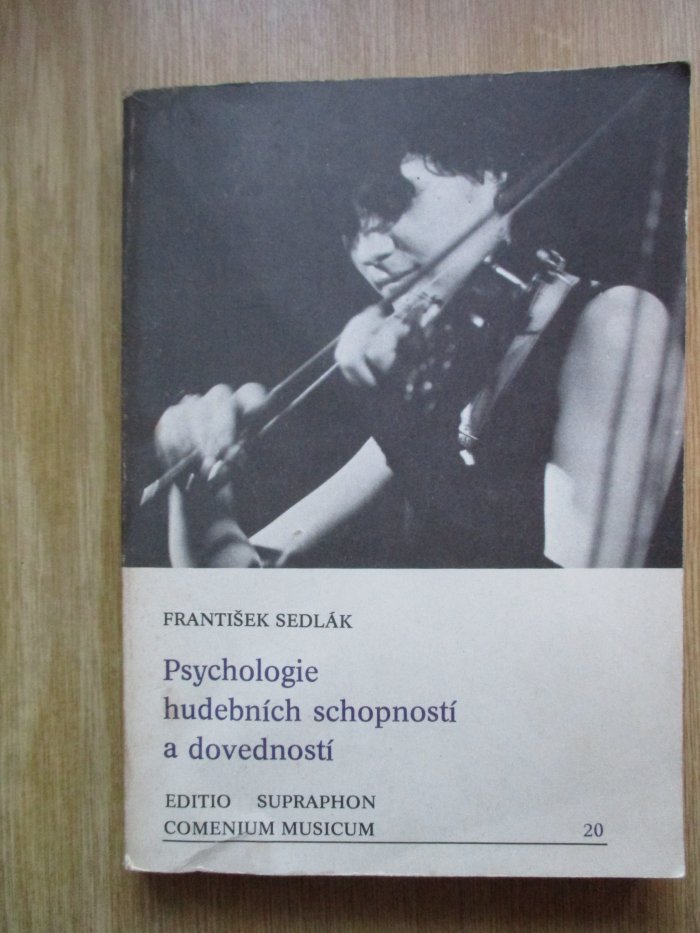 FRANTIŠEK SEDLÁK
Psychologie
hudebních schopností
a dovedností
EDITIO SUPRAPHON
COMENIUM MUSICUM 20